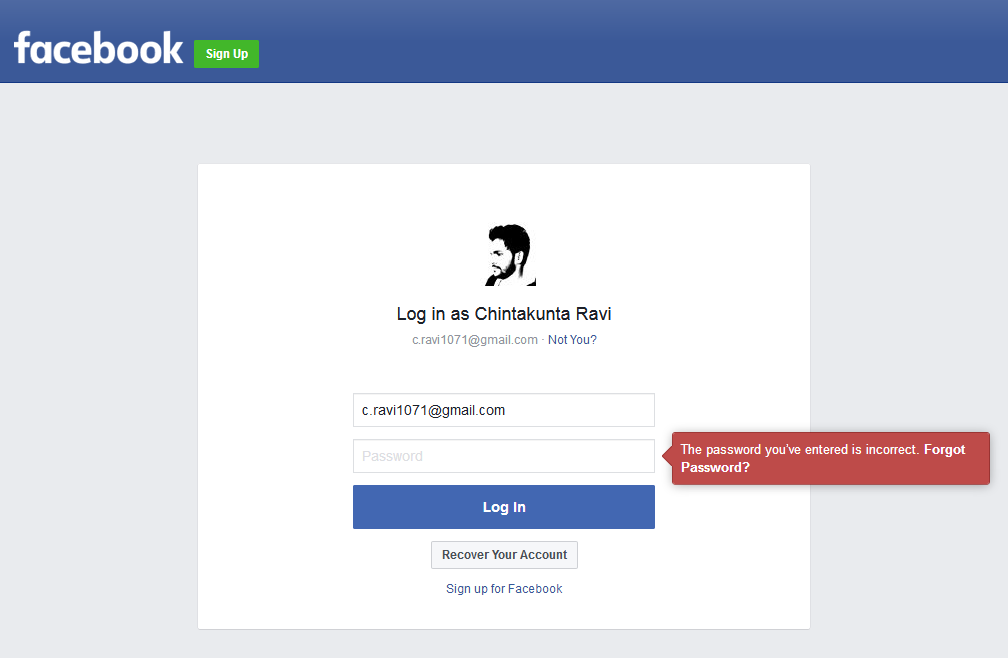 facebook
Sign Up
Log in as Chintakunta Ravi
c.ravi1071@gmail.com · Not You?
c.ravi1071@gmail.com
Password
The password you've entered is incorrect. Forgot
Password?
Log In
Recover Your Account
Sign up for Facebook